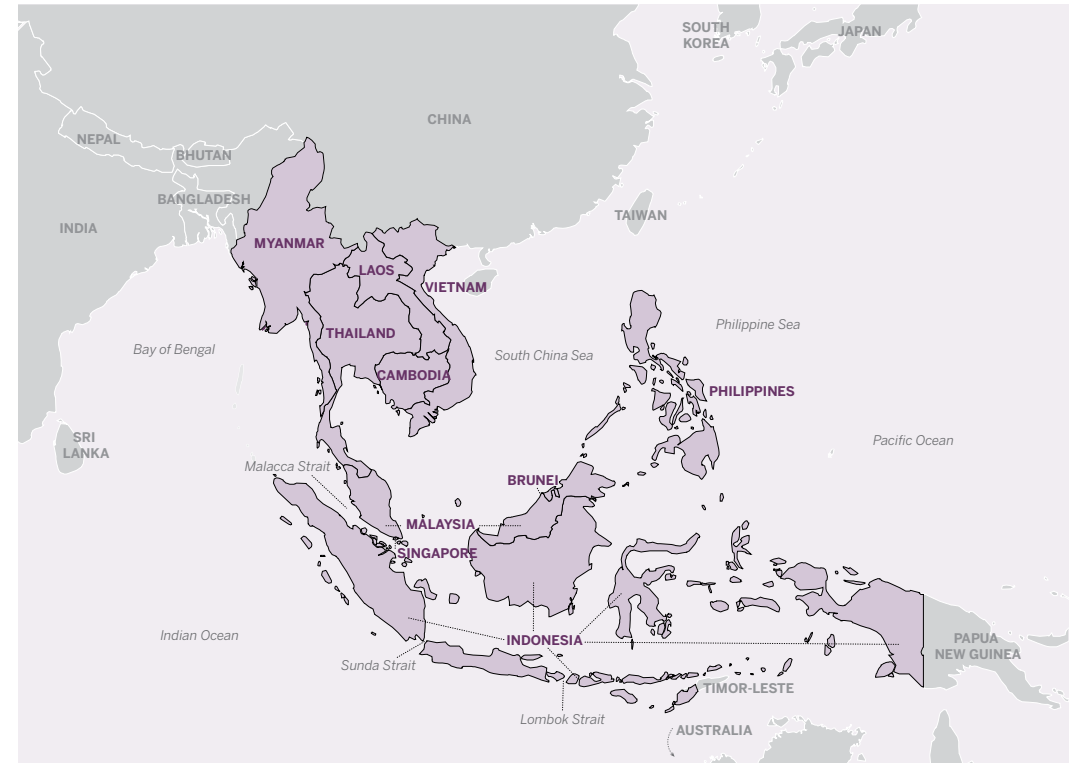 SOUTH
KOREA
JAPAN
CHINA
NEPAL
BHUTAN
BANGLADESH
INDIA
TAIWAN
MYANMAR
LAOS
VIETNAM
THAILAND
Philippine Sea
Bay of Bengal
South China Sea
CAMBODIA
PHILIPPINES
SRI
LANKA
Pacific Ocean
Malacca Strait
BRUNEI
MALAYSIA
SINGAPORE
Indian Ocean
INDONESIA
PAPUA
NEW GUINEA
Sunda Strait
TIMOR-LESTE
Lombok Strait
AUSTRALIA